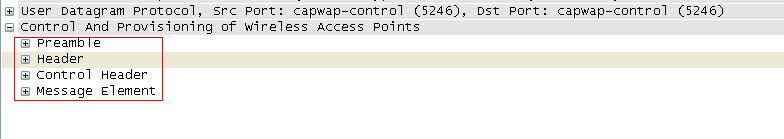 User Datagram Protocol, Src Port: capwap-control (5246), Dst Port: capwap-control (5246)
Control And Provisioning of Wireless Access Points
Preamble
Header
Control Header
Message Element